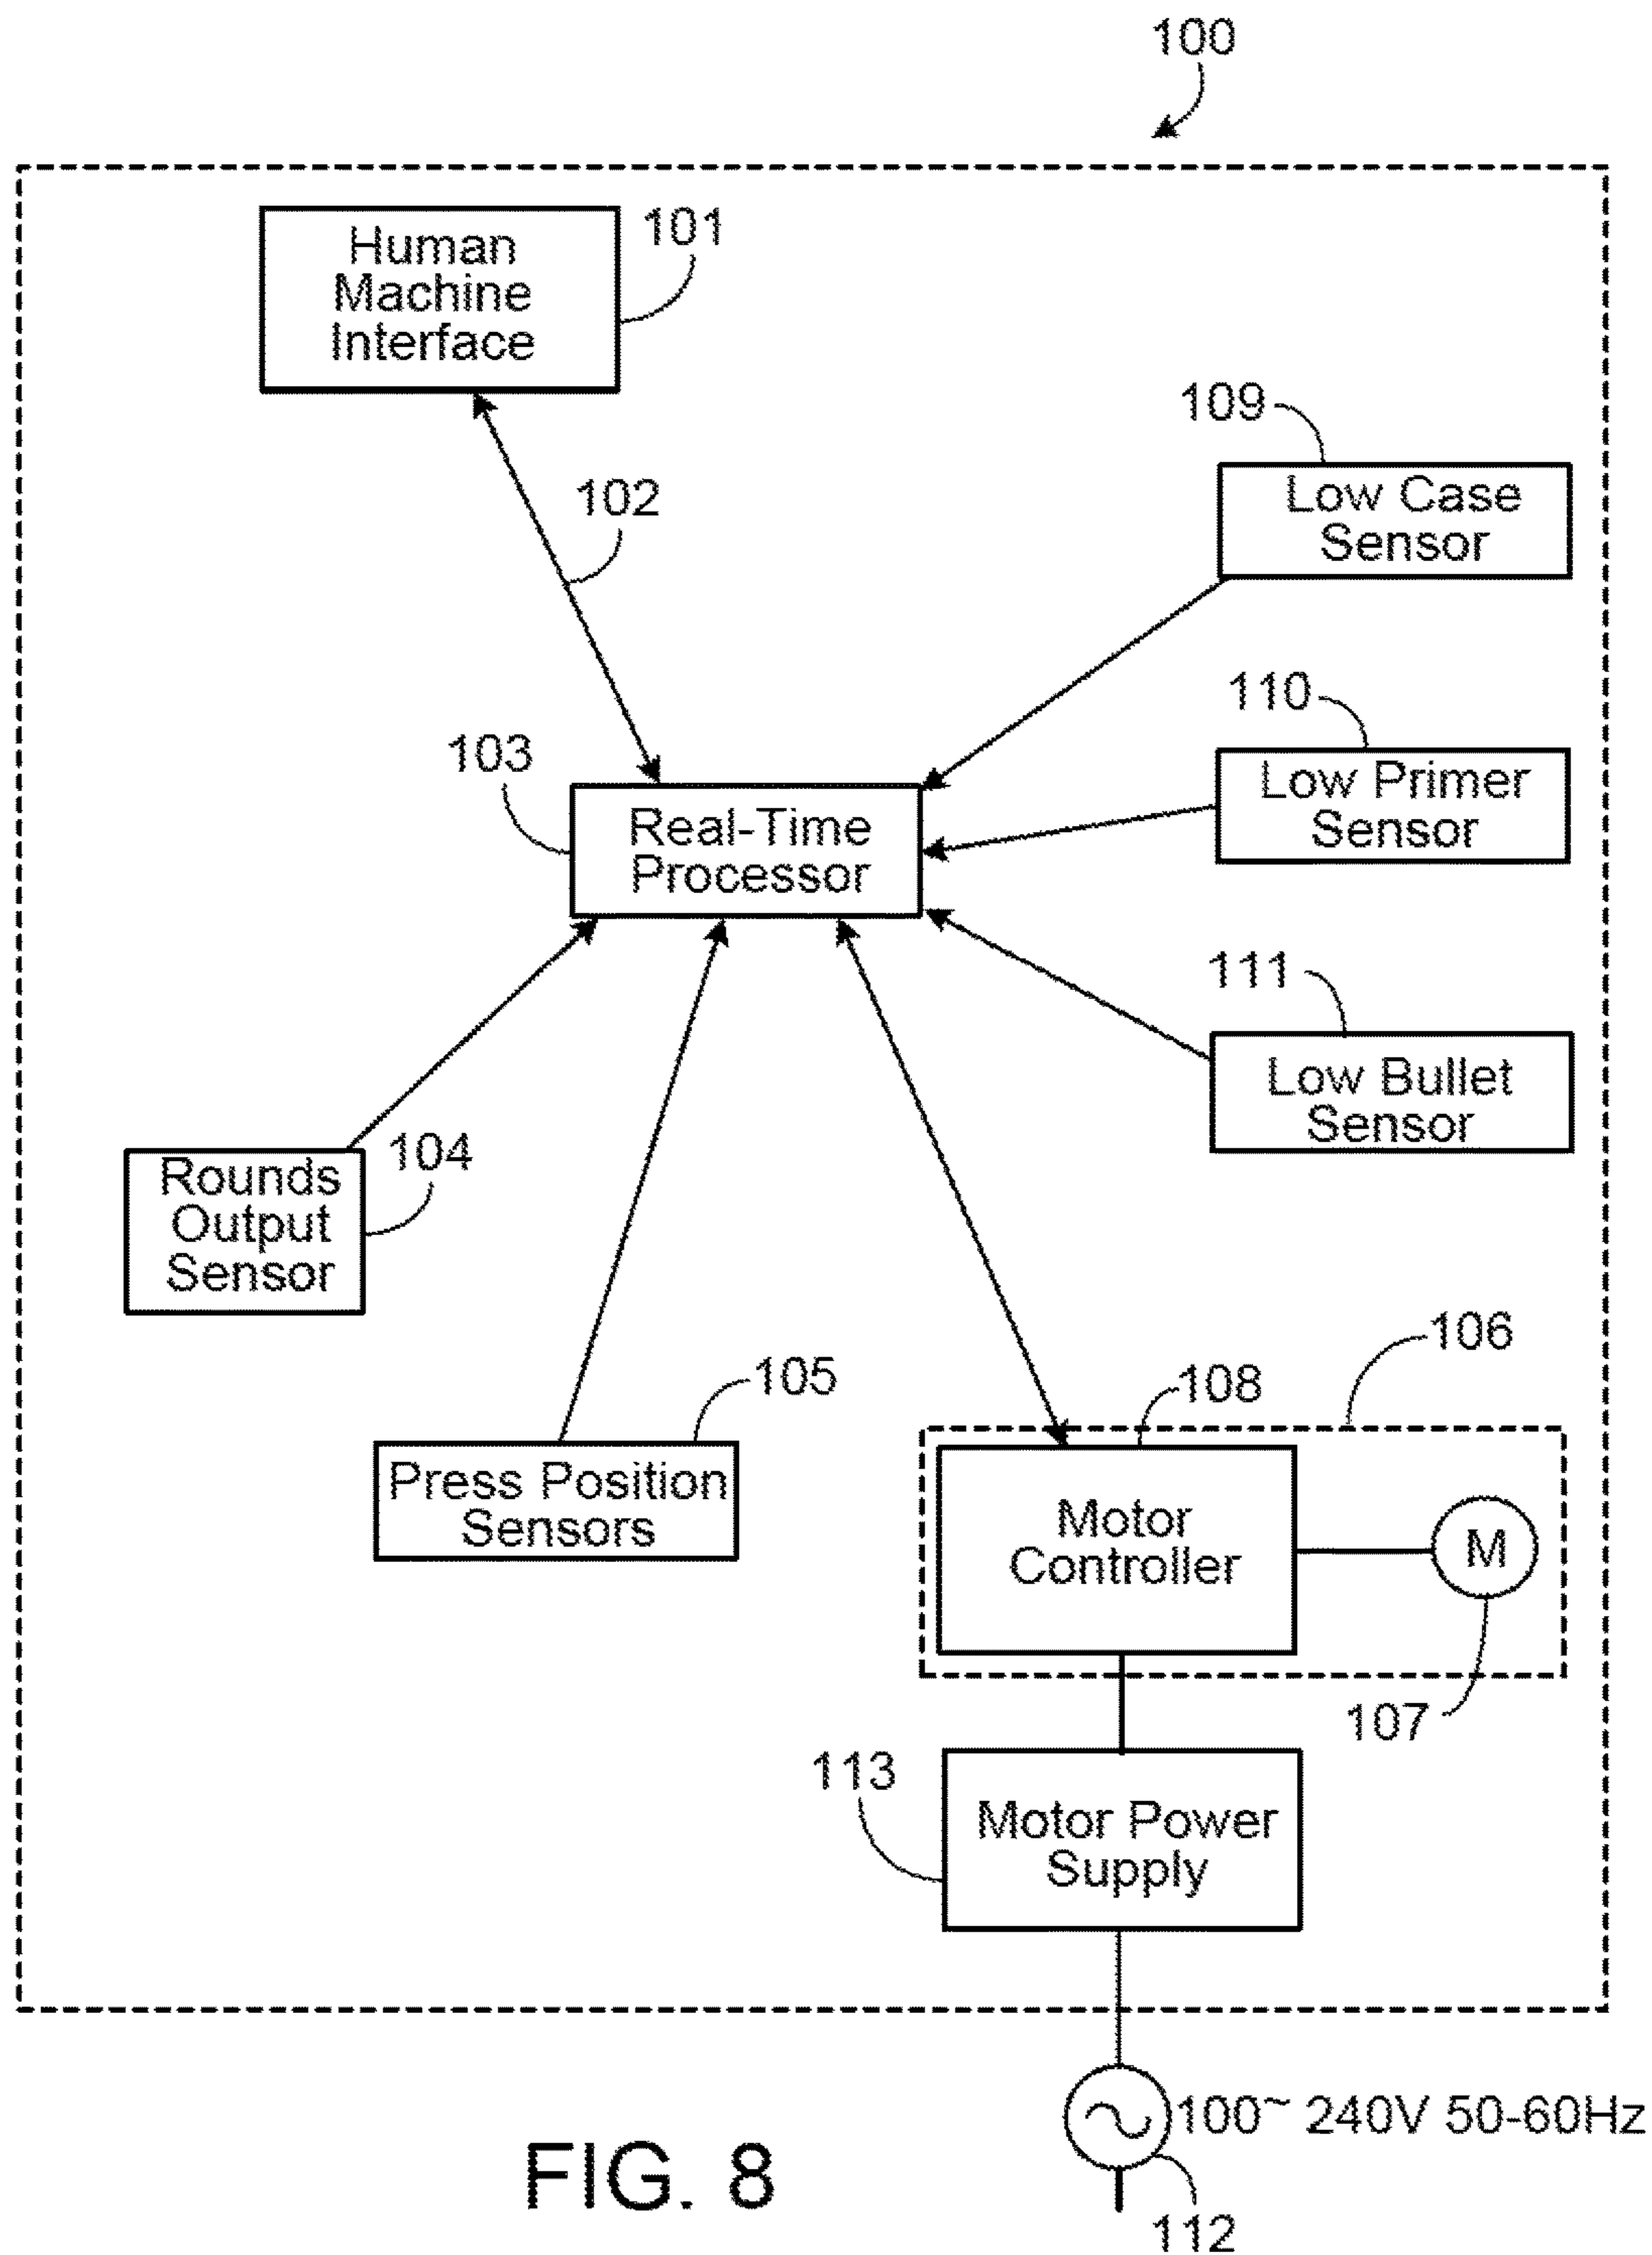 100
Human
Machine
Interface
101
109
Low Case
Sensor
102
110
Low Primer
Sensor
103
Real-Time
Processor
111
Low Bullet
Sensor
104
Rounds
Output
Sensor
105
Press Position
Sensors
106
108
Motor
Controller
M
107
113
Motor Power
Supply
100~ 240V 50-60Hz
112
FIG. 8